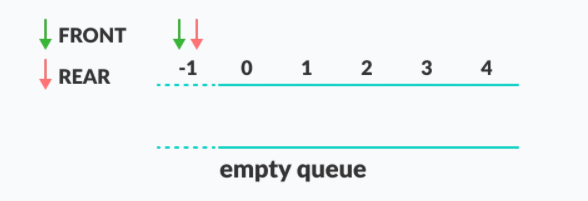 FRONT
REAR
-1 0 1 2 3 4
empty queue